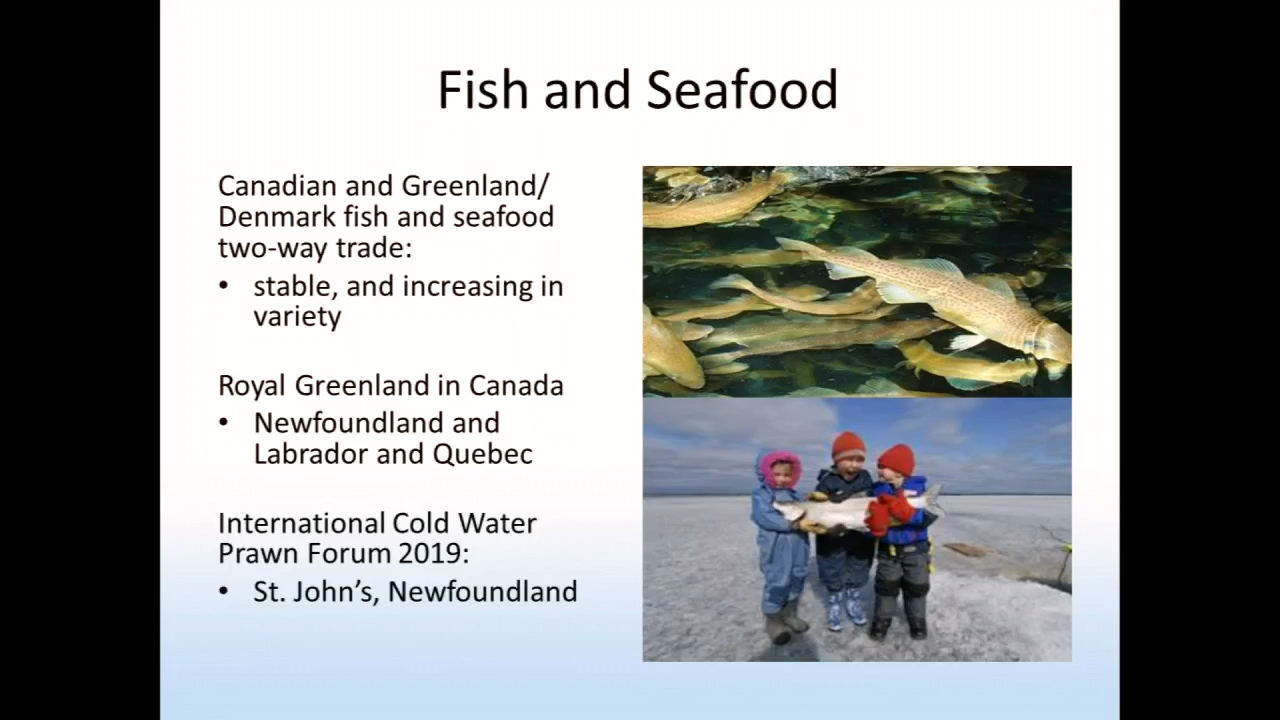 Fish and Seafood
Canadian and Greenland/
Denmark fish and seafood
two-way trade:
• stable, and increasing in
variety
Royal Greenland in Canada
• Newfoundland and
Labrador and Quebec
International Cold Water
Prawn Forum 2019:
• St. John’s, Newfoundland